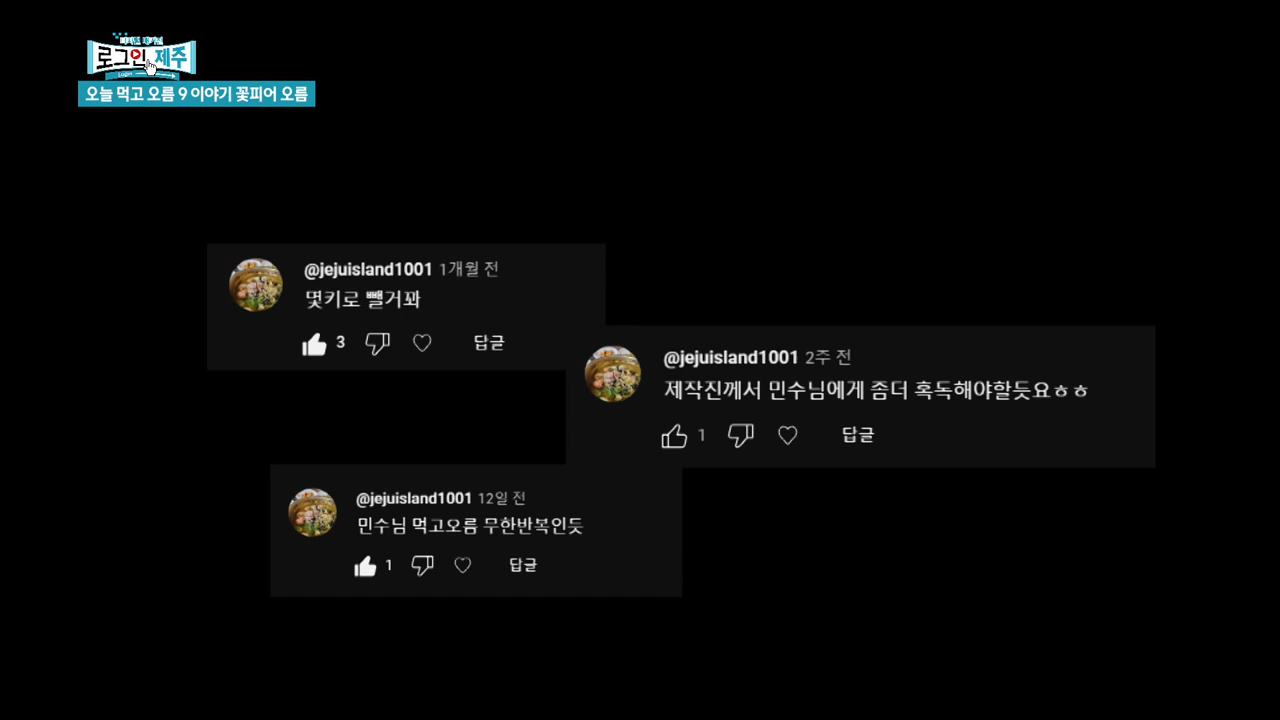 로그인 제주
Login
오늘 먹고 오름 9 이야기 꽃피어 오름
@jejuisland1001 1개월 전
몇키로 뺄거꽈
3 답글
@jejuisland1001 2주 전
제작진께서 민수님에게 좀더 혹독해야할듯요ㅎㅎ
1 답글
@jejuisland1001 12일 전
민수님 먹고오름 무한반복인듯
1 답글